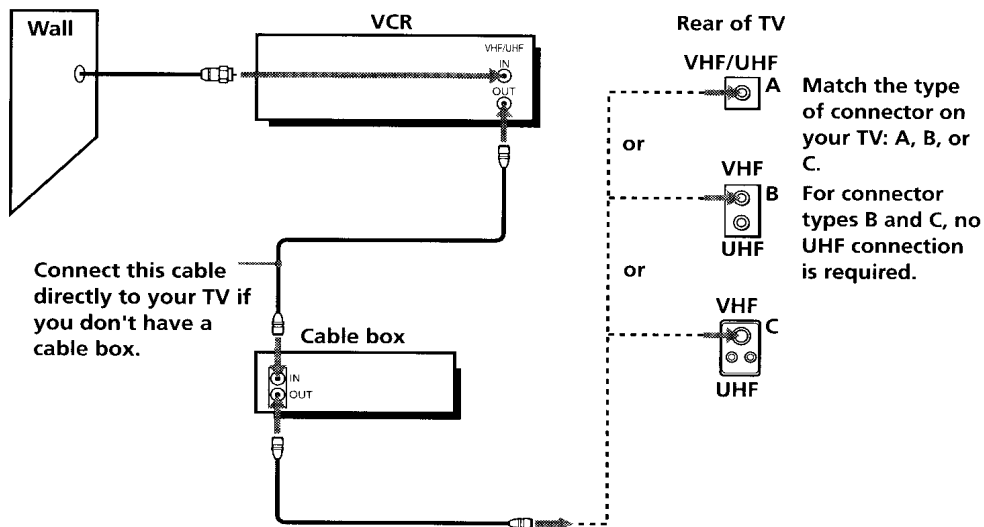 Wall
VCR
VHF/UHF
IN
OUT
Rear of TV
VHF/UHF
A
Match the type
of connector on
your TV: A, B, or
C.
or
VHF
B
UHF
For connector
types B and C, no
UHF connection
is required.
or
VHF
C
UHF
Connect this cable
directly to your TV if
you don't have a
cable box.
Cable box
IN
OUT